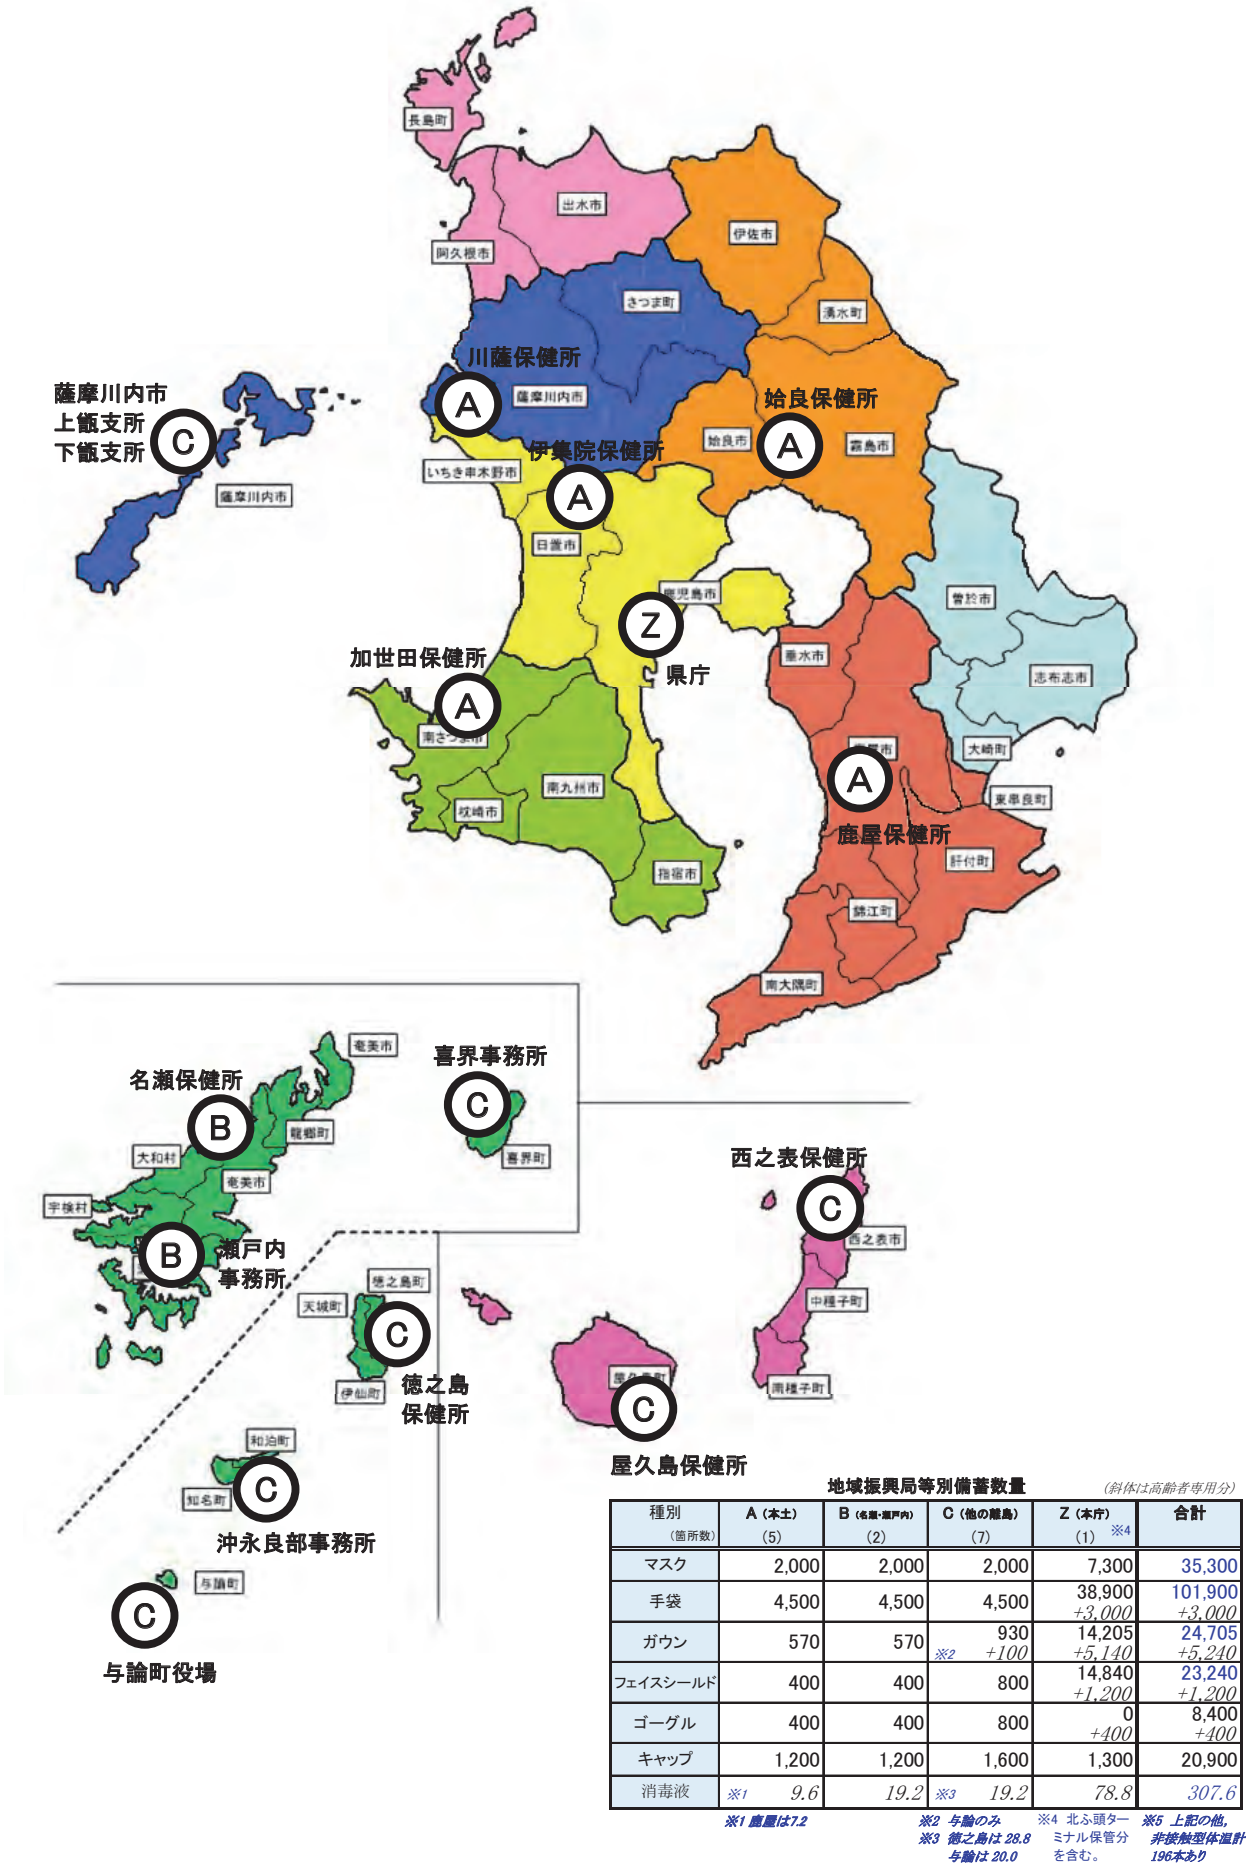 長島町
出水市
阿久根市
伊佐市
湧水町
さつま町
川薩保健所
A
薩摩川内市
薩摩川内市
上甑支所
下甑支所
C
薩摩川内市
姶良保健所
姶良市
A
霧島市
伊集院保健所
A
いちき串木野市
日置市
鹿児島市
Z
県庁
曽於市
志布志市
大崎町
東串良町
垂水市
加世田保健所
A
南さつま市
南九州市
枕崎市
指宿市
A
鹿屋保健所
肝付町
錦江町
南大隅町
奄美市
名瀬保健所
B
龍郷町
大和村
奄美市
宇検村
B
瀬戸内
事務所
喜界事務所
C
喜界町
西之表保健所
C
西之表市
中種子町
南種子町
徳之島町
天城町
C
伊仙町
徳之島
保健所
屋久島町
C
屋久島保健所
和泊町
知名町
C
沖永良部事務所
与論町
C
与論町役場
地域振興局等別備蓄数量 (斜体は高齢者専用分)
種別 A (本土) B (名瀬・瀬戸内) C (他の離島) Z (本庁) 合計
(箇所数) (5) (2) (7) (1) ※4
マスク 2,000 2,000 2,000 7,300 35,300
手袋 4,500 4,500 4,500 38,900 101,900
+3,000 +3,000
ガウン 570 570 930 14,205 24,705
※2 +100 +5,140 +5,240
フェイスシールド 400 400 800 14,840 23,240
+1,200 +1,200
ゴーグル 400 400 800 0 8,400
+400 +400
キャップ 1,200 1,200 1,600 1,300 20,900
消毒液 ※1 9.6 19.2 ※3 19.2 78.8 307.6
※1 鹿屋は7.2
※2 与論のみ
※3 徳之島は 28.8
与論は 20.0
※4 北ふ頭ター
ミナル保管分
を含む。
※5 上記の他,
非接触型体温計
196本あり